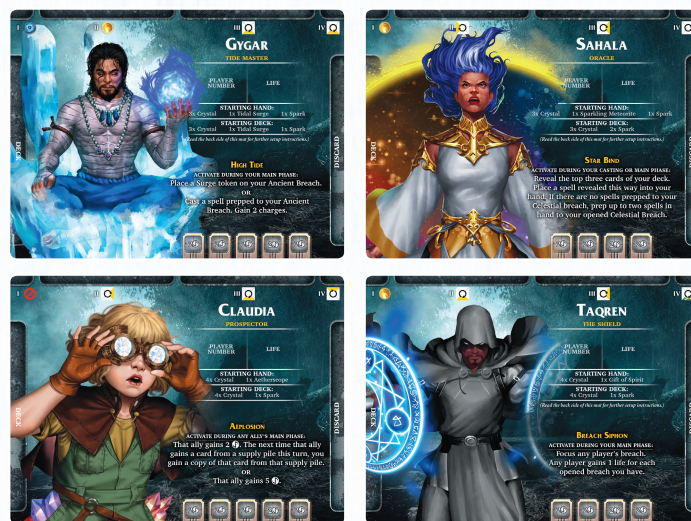 I II III IV
GYGAR
TIDE MASTER
PLAYER
NUMBER
LIFE
STARTING HAND:
3x Crystal 1x Tidal Surge 1x Spark
STARTING DECK:
3x Crystal 1x Tidal Surge 1x Spark
(Read the back side of this mat for further setup instructions.)
DECK
DISCARD
HIGH TIDE
ACTIVATE DURING YOUR MAIN PHASE:
Place a Surge token on your Ancient Breach.
OR
Cast a spell prepped to your Ancient
Breach. Gain 2 charges.
I II III
SAHALA
ORACLE
PLAYER
NUMBER
LIFE
STARTING HAND:
3x Crystal 1x Sparkling Meteorite 1x Spark
STARTING DECK:
3x Crystal 2x Spark
(Read the back side of this mat for further setup instructions.)
DECK
STAR BIND
ACTIVATE DURING YOUR CASTING OR MAIN PHASE:
Reveal the top three cards of your deck.
Place a spell revealed this way into your
hand. If there are no spells prepped to your
Celestial breach, prep up to two spells in
hand to your opened Celestial Breach.
I II III IV
CLAUDIA
PROSPECTOR
PLAYER
NUMBER
LIFE
STARTING HAND:
4x Crystal 1x Aetherscope
STARTING DECK:
4x Crystal 1x Spark
DECK
DISCARD
AEPLOSION
ACTIVATE DURING ANY ALLY'S MAIN PHASE:
That ally gains 2 . The next time that ally
gains a card from a supply pile this turn, you
gain a copy of that card from that supply pile.
OR
That ally gains 5 .
I II III IV
TAQREN
THE SHIELD
PLAYER
NUMBER
LIFE
STARTING HAND:
4x Crystal 1x Gift of Spirit
STARTING DECK:
4x Crystal 1x Spark
(Read the back side of this mat for further setup instructions.)
DECK
BREACH SIPHON
ACTIVATE DURING YOUR MAIN PHASE:
Focus any player's breach.
Any player gains 1 life for each
opened breach you have.